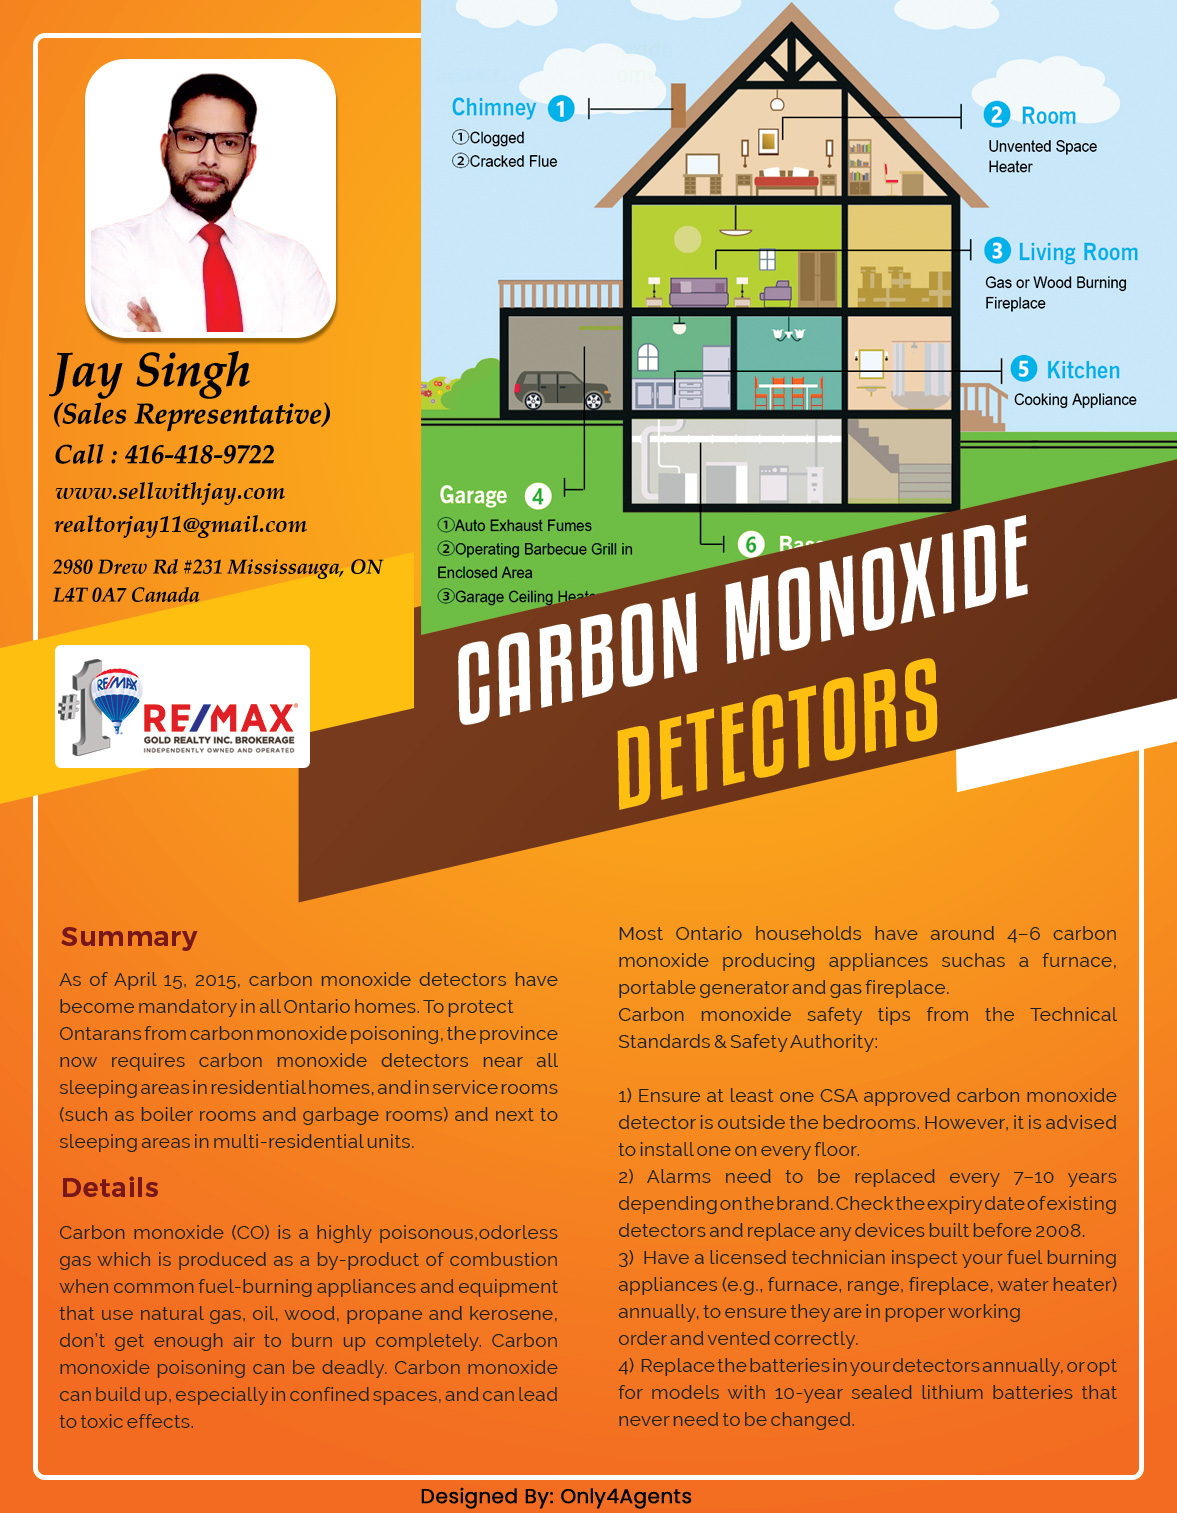 Jay Singh
(Sales Representative)
Call : 416-418-9722
www.sellwithjay.com
realtorjay11@gmail.com
2980 Drew Rd #231 Mississauga, ON
L4T 0A7 Canada
#1
RE/MAX
RE/MAX
GOLD REALTY INC. BROKERAGE
INDEPENDENTLY OWNED AND OPERATED
Chimney 1
①Clogged
②Cracked Flue
2 Room
Unvented Space
Heater
3 Living Room
Gas or Wood Burning
Fireplace
5 Kitchen
Cooking Appliance
Garage 4
①Auto Exhaust Fumes
②Operating Barbecue Grill in
Enclosed Area
③Garage Ceiling
6
CARBON MONOXIDE
DETECTORS
Summary
As of April 15, 2015, carbon monoxide detectors have
become mandatory in all Ontario homes. To protect
Ontarans from carbon monoxide poisoning, the province
now requires carbon monoxide detectors near all
sleeping areas in residential homes, and in service rooms
(such as boiler rooms and garbage rooms) and next to
sleeping areas in multi-residential units.
Details
Carbon monoxide (CO) is a highly poisonous,odorless
gas which is produced as a by-product of combustion
when common fuel-burning appliances and equipment
that use natural gas, oil, wood, propane and kerosene,
don't get enough air to burn up completely. Carbon
monoxide poisoning can be deadly. Carbon monoxide
can build up, especially in confined spaces, and can lead
to toxic effects.
Most Ontario households have around 4–6 carbon
monoxide producing appliances suchas a furnace,
portable generator and gas fireplace.
Carbon monoxide safety tips from the Technical
Standards & Safety Authority:
1) Ensure at least one CSA approved carbon monoxide
detector is outside the bedrooms. However, it is advised
to install one on every floor.
2) Alarms need to be replaced every 7–10 years
depending on the brand. Check the expiry date of existing
detectors and replace any devices built before 2008.
3) Have a licensed technician inspect your fuel burning
appliances (e.g., furnace, range, fireplace, water heater)
annually, to ensure they are in proper working
order and vented correctly.
4) Replace the batteries in your detectors annually, or opt
for models with 10-year sealed lithium batteries that
never need to be changed.
Designed By: Only4Agents